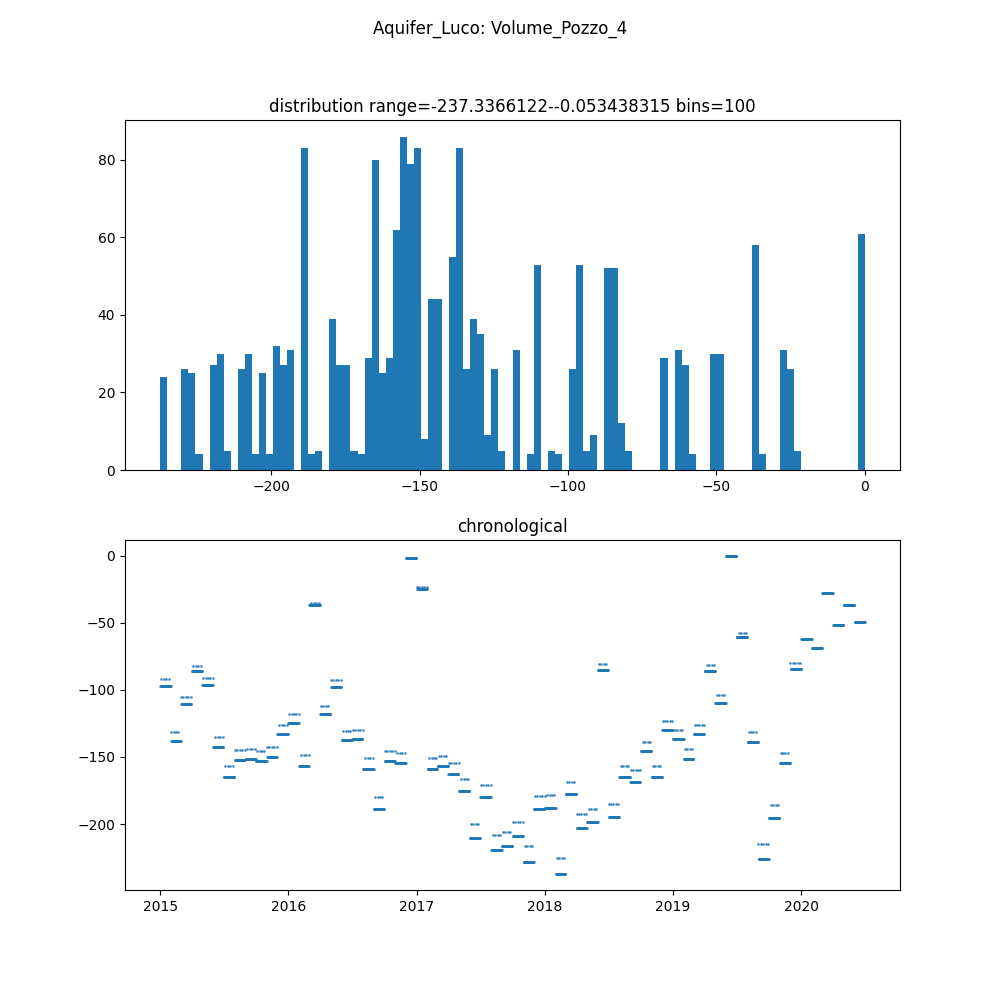 Aquifer_Luco: Volume_Pozzo_4
distribution range=-237.3366122--0.053438315 bins=100
80
60
40
20
0
−200 −150 −100 −50 0
chronological
0
−50
−100
−150
−200
2015 2016 2017 2018 2019 2020